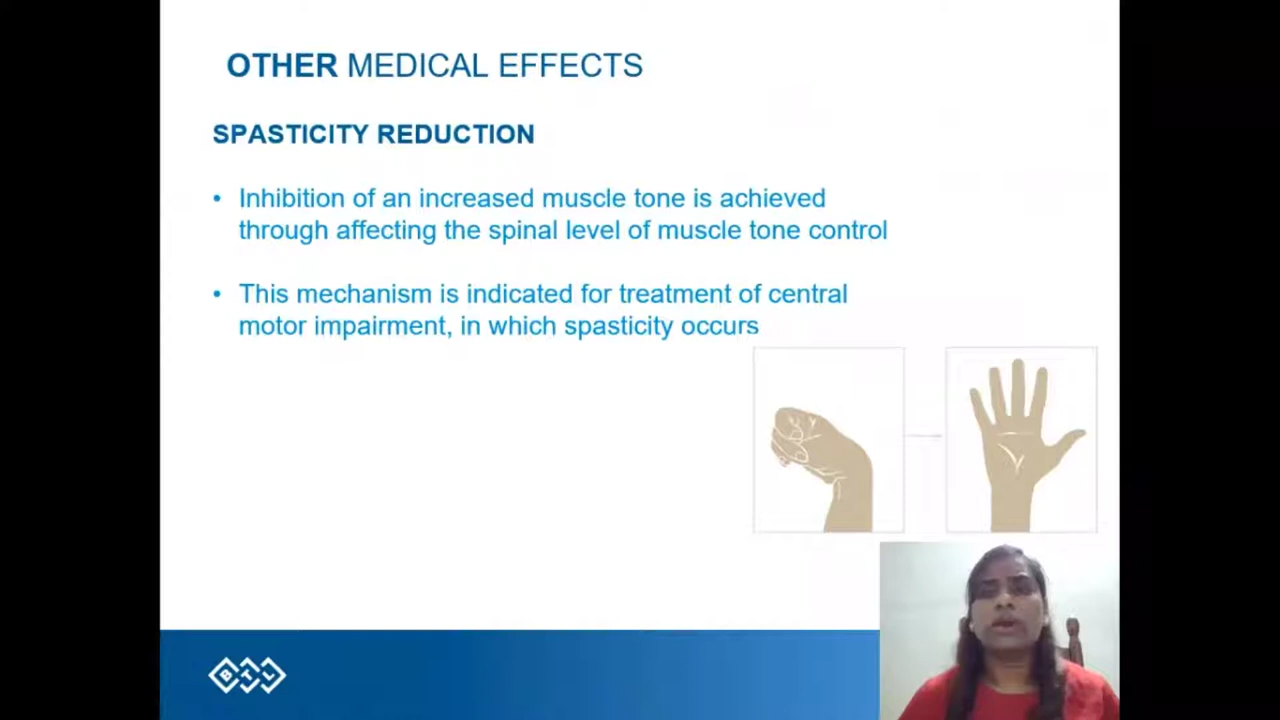 OTHER MEDICAL EFFECTS
SPASTICITY REDUCTION
• Inhibition of an increased muscle tone is achieved
through affecting the spinal level of muscle tone control
• This mechanism is indicated for treatment of central
motor impairment, in which spasticity occurs
BTL